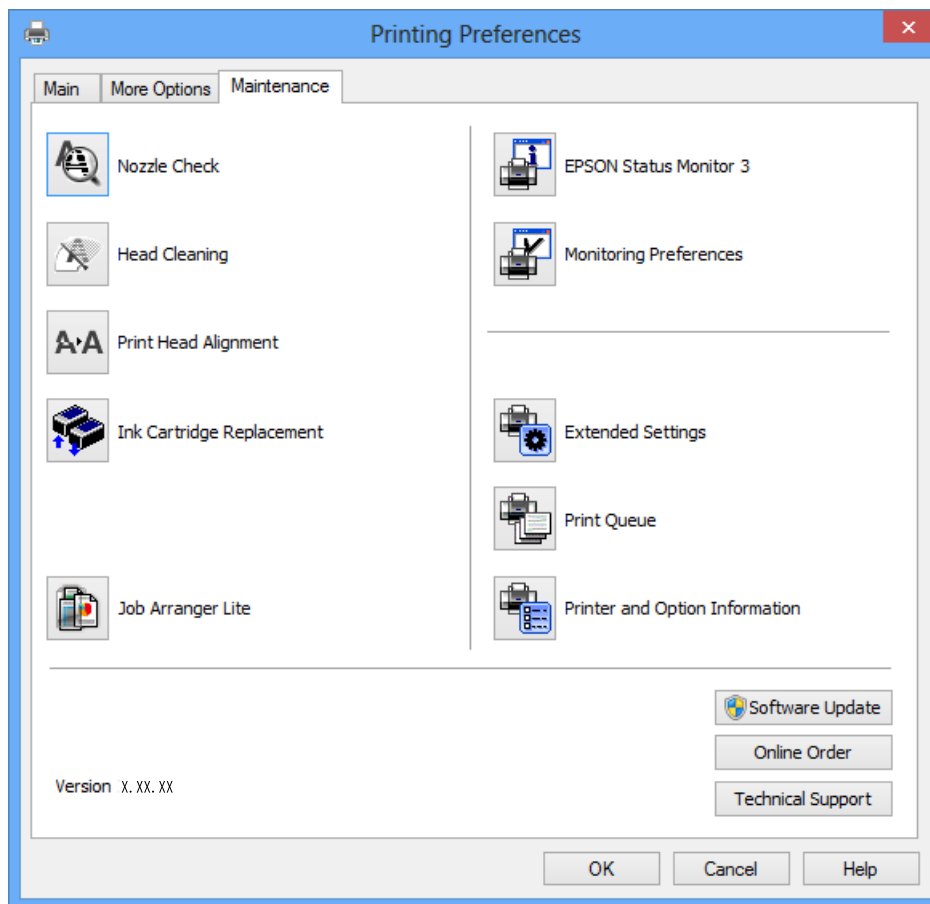 Printing Preferences
Main
More Options
Maintenance
Nozzle Check
Head Cleaning
A·A Print Head Alignment
Ink Cartridge Replacement
Job Arranger Lite
EPSON Status Monitor 3
Monitoring Preferences
Extended Settings
Print Queue
Printer and Option Information
Software Update
Online Order
Technical Support
Version X.XX.XX
OK
Cancel
Help